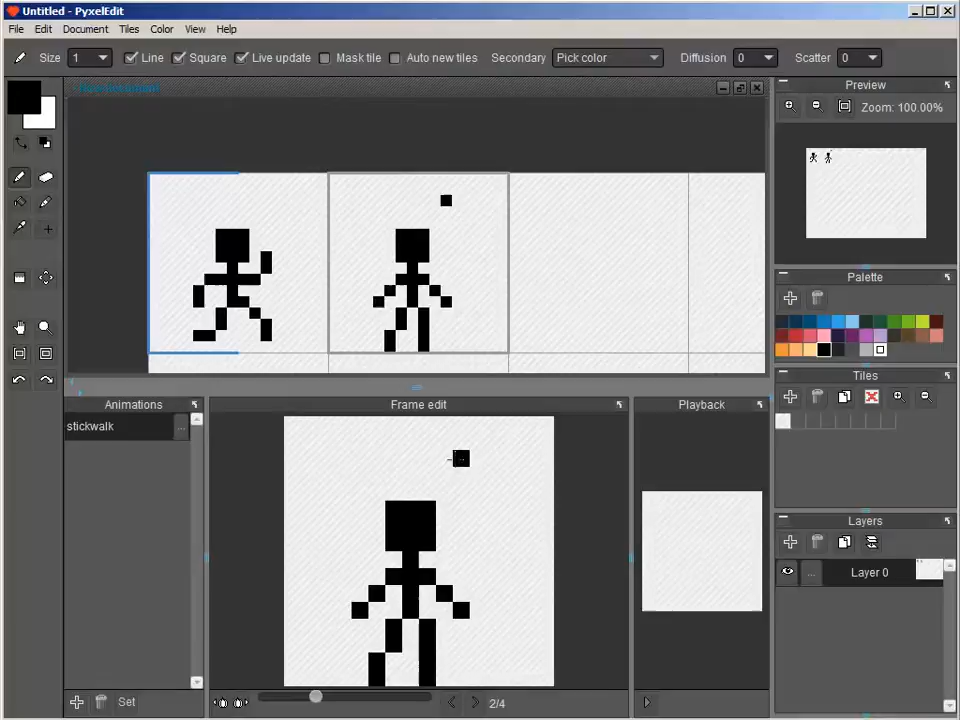 Untitled - PyxelEdit
File Edit Document Tiles Color View Help
Size 1 Line Square Live update Mask tile Auto new tiles Secondary Pick color Diffusion 0 Scatter 0
Preview
Zoom: 100.00%
Palette
Tiles
Animations Frame edit Playback
stickwalk ...
Layers
... Layer 0
Set
2/4